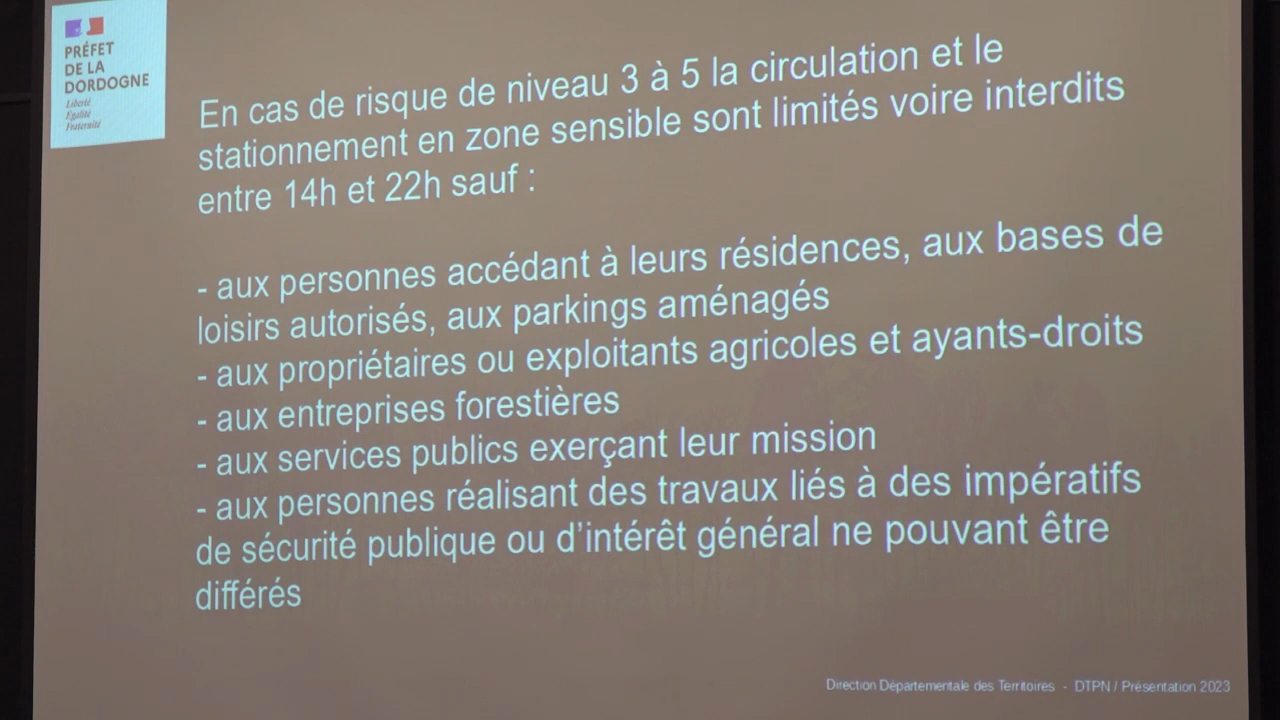 PRÉFET
DE LA
DORDOGNE
Liberté
Égalité
Fraternité
En cas de risque de niveau 3 à 5 la circulation et le
stationnement en zone sensible sont limités voire interdits
entre 14h et 22h sauf :
- aux personnes accédant à leurs résidences, aux bases de
loisirs autorisés, aux parkings aménagés
- aux propriétaires ou exploitants agricoles et ayants-droits
- aux entreprises forestières
- aux services publics exerçant leur mission
- aux personnes réalisant des travaux liés à des impératifs
de sécurité publique ou d’intérêt général ne pouvant être
différés
Direction Départementale des Territoires - DTPN / Présentation 2023